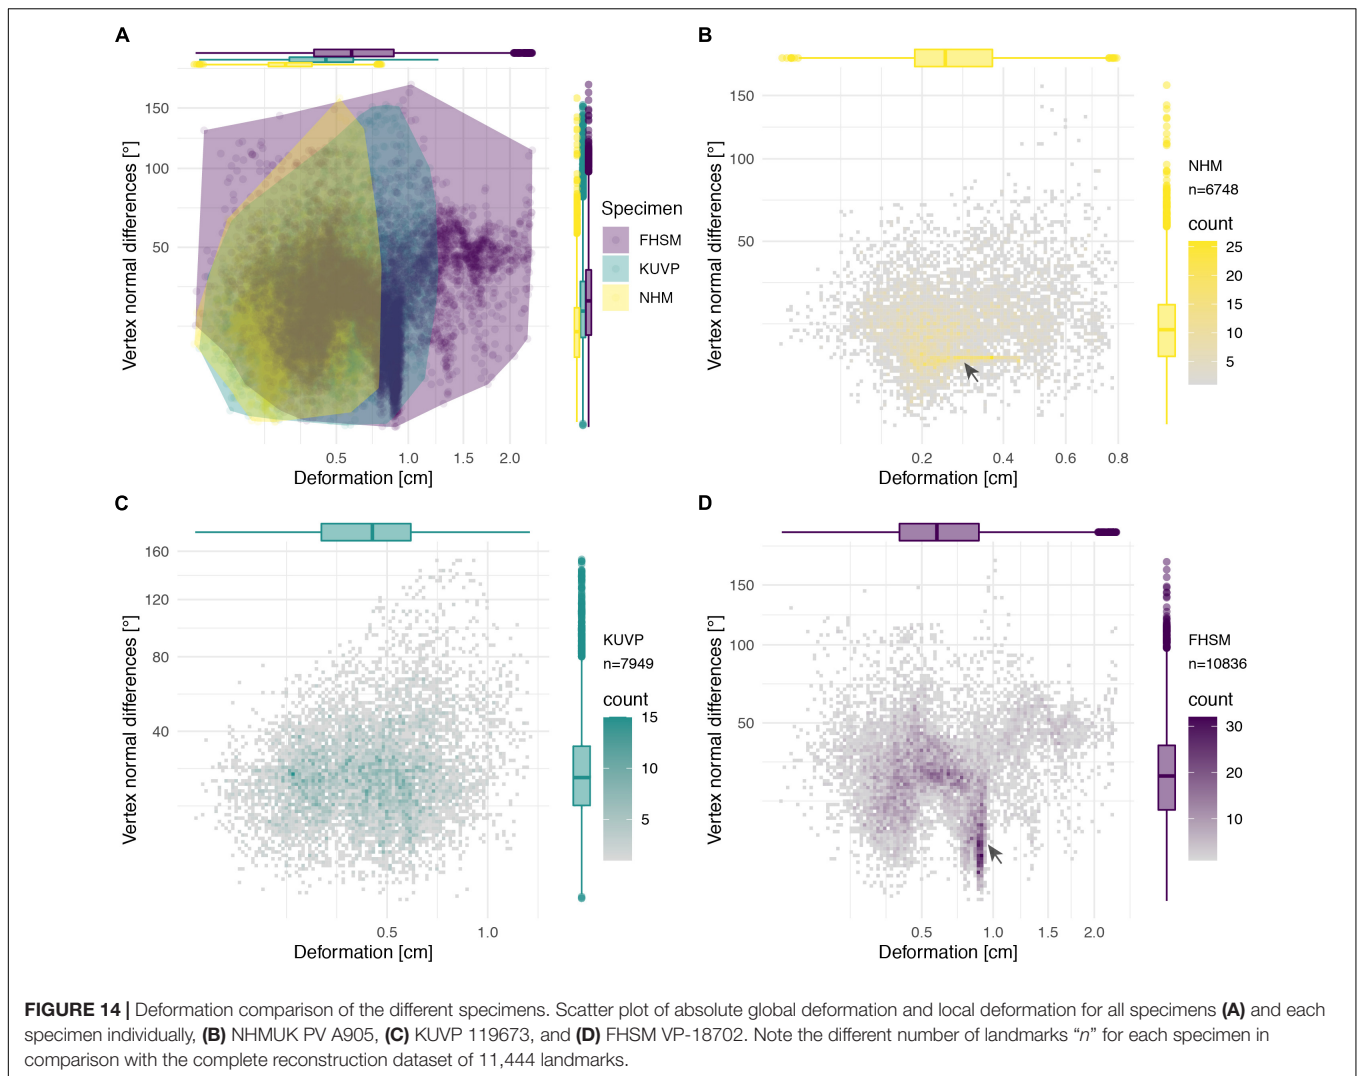 A
150
100
50
Vertex normal differences [°]
0.5
1.0
1.5
2.0
Deformation [cm]
Specimen
FHSM
KUVP
NHM
B
150
100
50
Vertex normal differences [°]
0.2
0.4
0.6
0.8
Deformation [cm]
NHM
n=6748
count
25
20
15
10
5
C
160
120
80
40
Vertex normal differences [°]
0.5
1.0
Deformation [cm]
KUVP
n=7949
count
15
10
5
D
150
100
50
Vertex normal differences [°]
0.5
1.0
1.5
2.0
Deformation [cm]
FHSM
n=10836
count
30
20
10
FIGURE 14 | Deformation comparison of the different specimens. Scatter plot of absolute global deformation and local deformation for all specimens (A) and each
specimen individually, (B) NHMUK PV A905, (C) KUVP 119673, and (D) FHSM VP-18702. Note the different number of landmarks “n” for each specimen in
comparison with the complete reconstruction dataset of 11,444 landmarks.